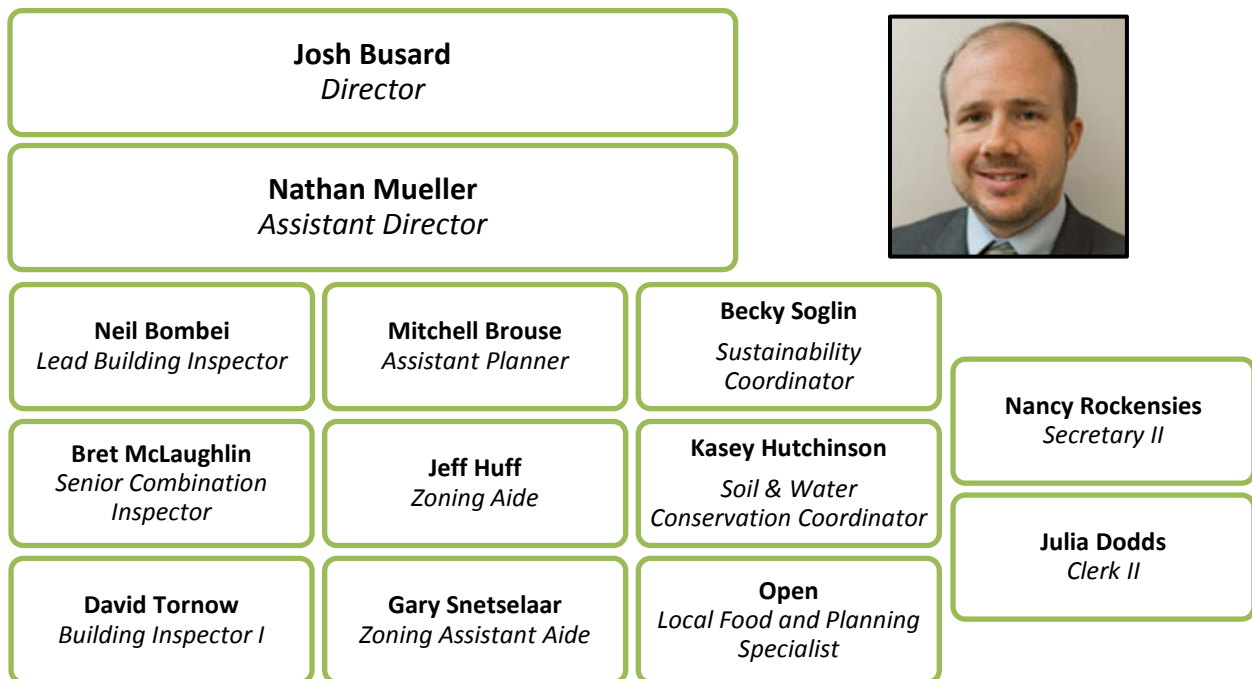 Josh Busard
Director
Nathan Mueller
Assistant Director
Neil Bombei
Lead Building Inspector
Mitchell Brouse
Assistant Planner
Becky Soglin
Sustainability
Coordinator
Bret McLaughlin
Senior Combination
Inspector
Jeff Huff
Zoning Aide
Kasey Hutchinson
Soil & Water
Conservation Coordinator
David Tornow
Building Inspector I
Gary Snetselaar
Zoning Assistant Aide
Open
Local Food and Planning
Specialist
Nancy Rockensies
Secretary II
Julia Dodds
Clerk II